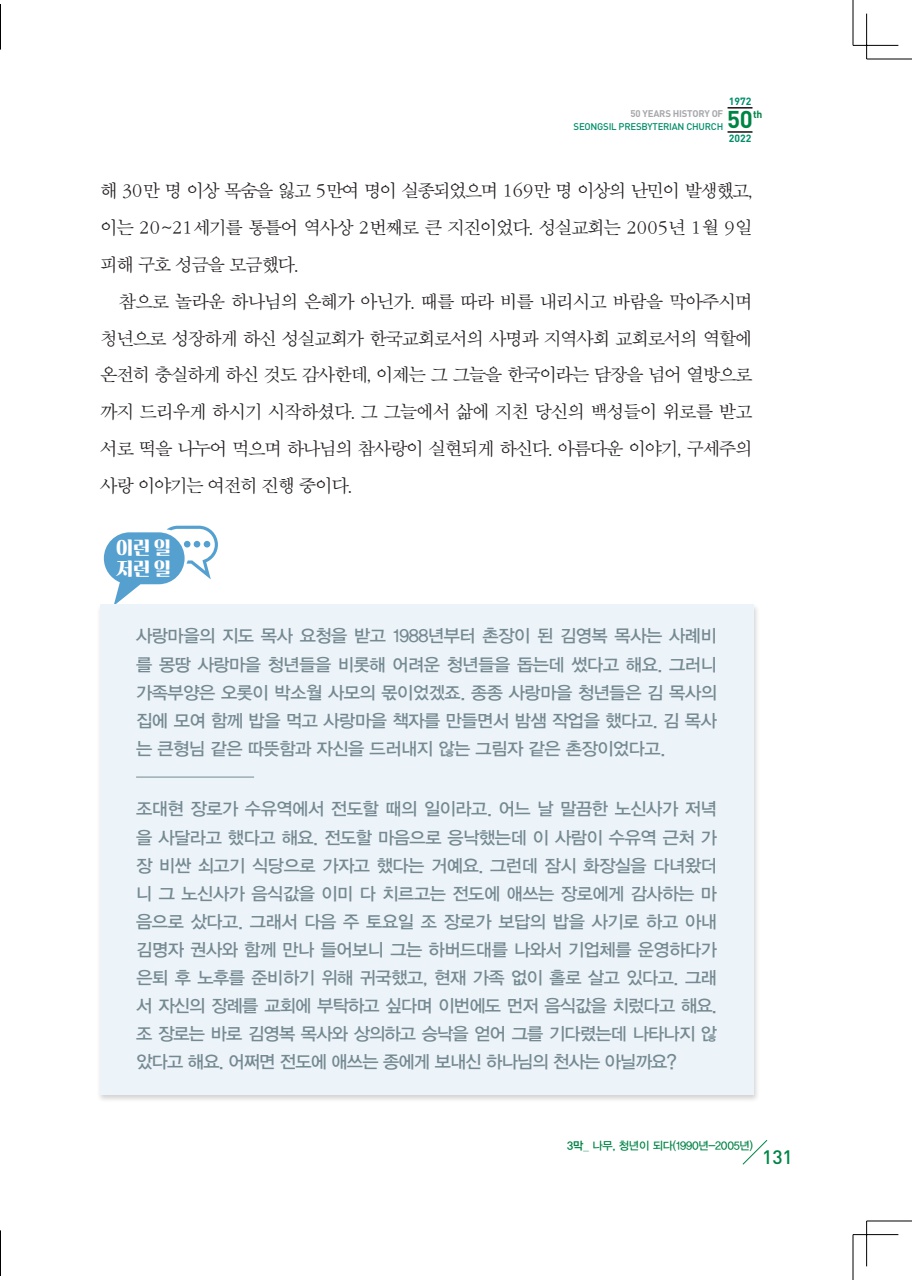 1972
50 YEARS HISTORY OF
SEONGSIL PRESBYTERIAN CHURCH
50th
2022
해 30만 명 이상 목숨을 잃고 5만여 명이 실종되었으며 169만 명 이상의 난민이 발생했고,
이는 20~21세기를 통틀어 역사상 2번째로 큰 지진이었다. 성실교회는 2005년 1월 9일
피해 구호 성금을 모금했다.
참으로 놀라운 하나님의 은혜가 아닌가. 때를 따라 비를 내리시고 바람을 막아주시며
청년으로 성장하게 하신 성실교회가 한국교회로서의 사명과 지역사회 교회로서의 역할에
온전히 충실하게 하신 것도 감사한데, 이제는 그 그늘을 한국이라는 담장을 넘어 열방으로
까지 드리우게 하시기 시작하셨다. 그 그늘에서 삶에 지친 당신의 백성들이 위로를 받고
서로 떡을 나누어 먹으며 하나님의 참사랑이 실현되게 하신다. 아름다운 이야기, 구세주의
사랑 이야기는 여전히 진행 중이다.
이런 일
저런 일
사랑마을의 지도 목사 요청을 받고 1988년부터 촌장이 된 김영복 목사는 사례비
를 몽땅 사랑마을 청년들을 비롯해 어려운 청년들을 돕는데 썼다고 해요. 그러니
가족부양은 오롯이 박소월 사모의 몫이었겠죠. 종종 사랑마을 청년들은 김 목사의
집에 모여 함께 밥을 먹고 사랑마을 책자를 만들면서 밤샘 작업을 했다고. 김 목사
는 큰형님 같은 따뜻함과 자신을 드러내지 않는 그림자 같은 촌장이었다고.
조대현 장로가 수유역에서 전도할 때의 일이라고. 어느 날 말끔한 노신사가 저녁
을 사달라고 했다고 해요. 전도할 마음으로 응낙했는데 이 사람이 수유역 근처 가
장 비싼 쇠고기 식당으로 가자고 했다는 거예요. 그런데 잠시 화장실을 다녀왔더
니 그 노신사가 음식값을 이미 다 치르고는 전도에 애쓰는 장로에게 감사하는 마
음으로 샀다고. 그래서 다음 주 토요일 조 장로가 보답의 밥을 사기로 하고 아내
김명자 권사와 함께 만나 들어보니 그는 하버드대를 나와서 기업체를 운영하다가
은퇴 후 노후를 준비하기 위해 귀국했고, 현재 가족 없이 홀로 살고 있다고. 그래
서 자신의 장례를 교회에 부탁하고 싶다며 이번에도 먼저 음식값을 치렀다고 해요.
조 장로는 바로 김영복 목사와 상의하고 승낙을 얻어 그를 기다렸는데 나타나지 않
았다고 해요. 어쩌면 전도에 애쓰는 종에게 보내신 하나님의 천사는 아닐까요?
3막_ 나무, 청년이 되다(1990년-2005년)
131